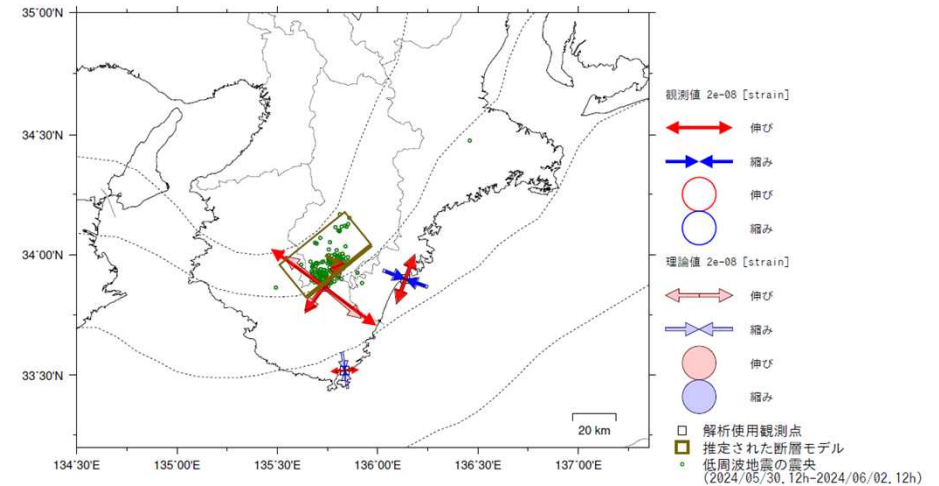 35°00'N
34°30'N
34°00'N
33°30'N
134°30'E
135°00'E
135°30'E
136°00'E
136°30'E
137°00'E
20 km
観測値 2e-08 [strain]
伸び
縮み
伸び
縮み
理論値 2e-08 [strain]
伸び
縮み
伸び
縮み
解析使用観測点
推定された断層モデル
低周波地震の震央
(2024/05/30.12h-2024/06/02.12h)